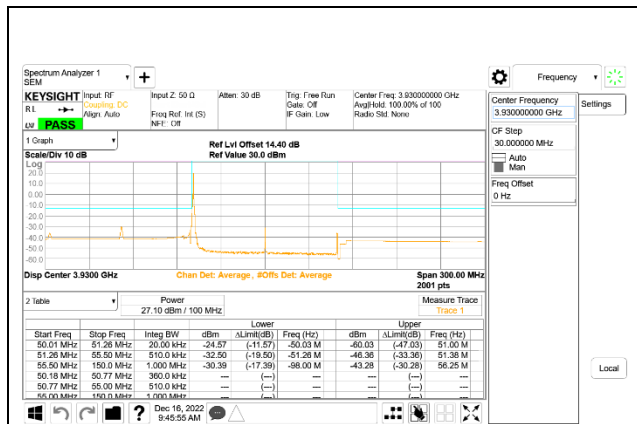 Spectrum Analyzer 1
SEM
Frequency
KEYSIGHT Input: RF Input Z: 50 Ω Atten: 30 dB Trig: Free Run Center Freq: 3.930000000 GHz
R L Coupling: DC Gate: Off Avg|Hold: 100.00% of 100
Align: Auto Freq Ref: Int (S) IF Gain: Low Radio Std: None
PASS NFE: Off
Center Frequency
3.930000000 GHz
Settings
CF Step
30.000000 MHz
Auto
Man
Freq Offset
0 Hz
1 Graph
Ref Lvl Offset 14.40 dB
Scale/Div 10 dB Ref Value 30.0 dBm
Log
20.0
10.0
0.00
-10.0
-20.0
-30.0
-40.0
-50.0
-60.0
Disp Center 3.9300 GHz Chan Det: Average , #Offs Det: Average Span 300.00 MHz
2001 pts
2 Table Power Measure Trace
27.10 dBm / 100 MHz Trace 1
Lower Upper
Start Freq Stop Freq Integ BW dBm ΔLimit(dB) Freq (Hz) dBm ΔLimit(dB) Freq (Hz)
50.01 MHz 51.26 MHz 20.00 kHz -24.57 (-11.57) -50.03 M -60.03 (-47.03) 51.00 M
51.26 MHz 55.50 MHz 510.0 kHz -32.50 (-19.50) -51.26 M -46.36 (-33.36) 51.38 M
55.50 MHz 150.0 MHz 1.000 MHz -30.39 (-17.39) -98.00 M -43.28 (-30.28) 56.25 M
50.18 MHz 50.77 MHz 360.0 kHz --- (---) --- --- (---) ---
50.77 MHz 55.00 MHz 510.0 kHz --- (---) --- --- (---) ---
55.00 MHz 150.0 MHz 1.000 MHz --- (---) --- --- (---) ---
Local
Dec 16, 2022
9:45:55 AM